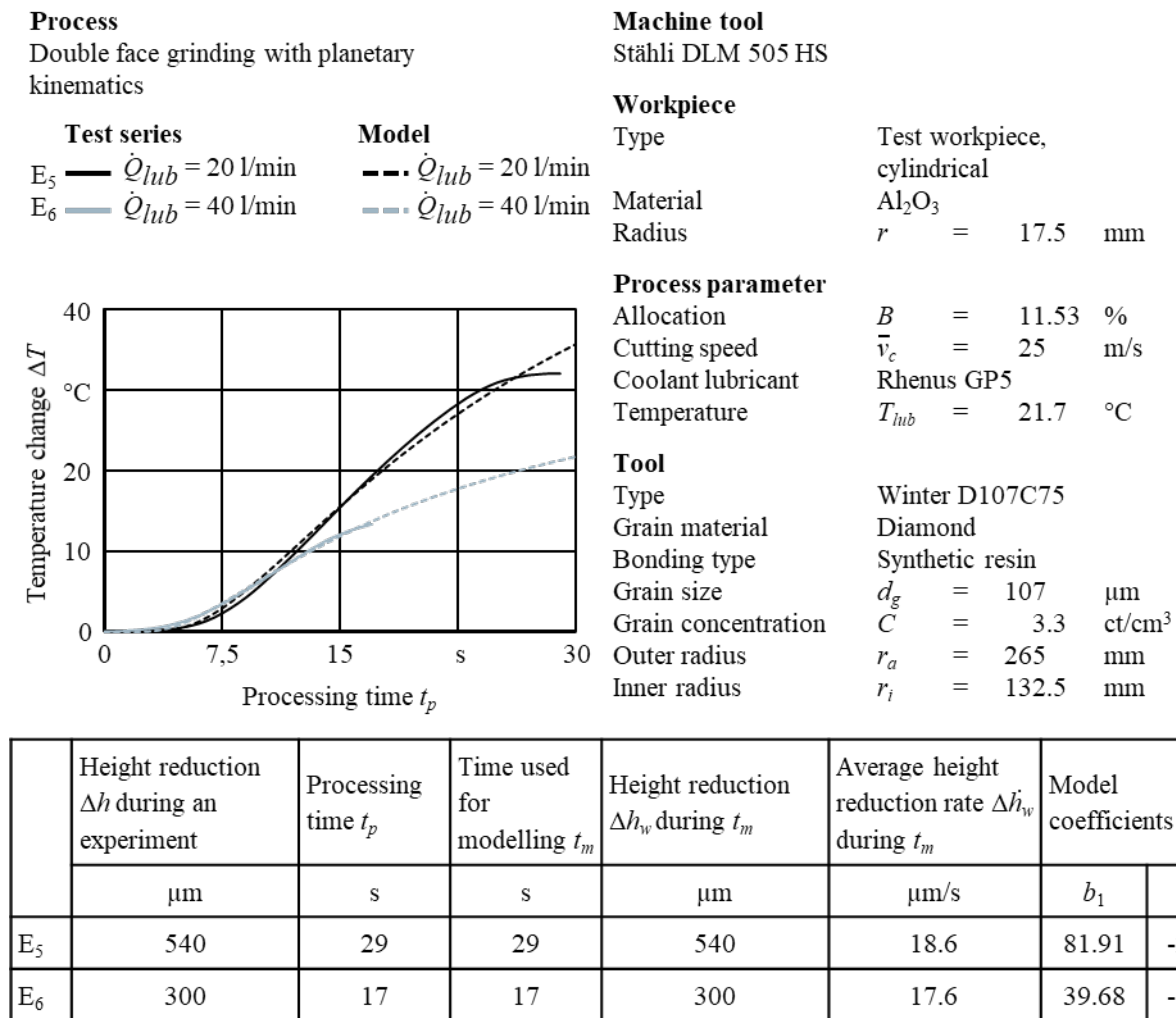 Process
Double face grinding with planetary
kinematics
Test series Model
E₅ Q̇lub = 20 l/min Q̇lub = 20 l/min
E₆ Q̇lub = 40 l/min Q̇lub = 40 l/min
Temperature change ΔT
40
°C
20
10
0
0 7,5 15 s 30
Processing time tp
Machine tool
Stähli DLM 505 HS
Workpiece
Type Test workpiece,
cylindrical
Material Al₂O₃
Radius r = 17.5 mm
Process parameter
Allocation B = 11.53 %
Cutting speed v̄c = 25 m/s
Coolant lubricant Rhenus GP5
Temperature Tlub = 21.7 °C
Tool
Type Winter D107C75
Grain material Diamond
Bonding type Synthetic resin
Grain size dg = 107 µm
Grain concentration C = 3.3 ct/cm³
Outer radius ra = 265 mm
Inner radius ri = 132.5 mm
Height reduction
Δh during an
experiment
Processing
time tp
Time used
for
modelling tm
Height reduction
Δhw during tm
Average height
reduction rate Δḣw
during tm
Model
coefficients
µm s s µm µm/s b₁
E₅ 540 29 29 540 18.6 81.91 -
E₆ 300 17 17 300 17.6 39.68 -